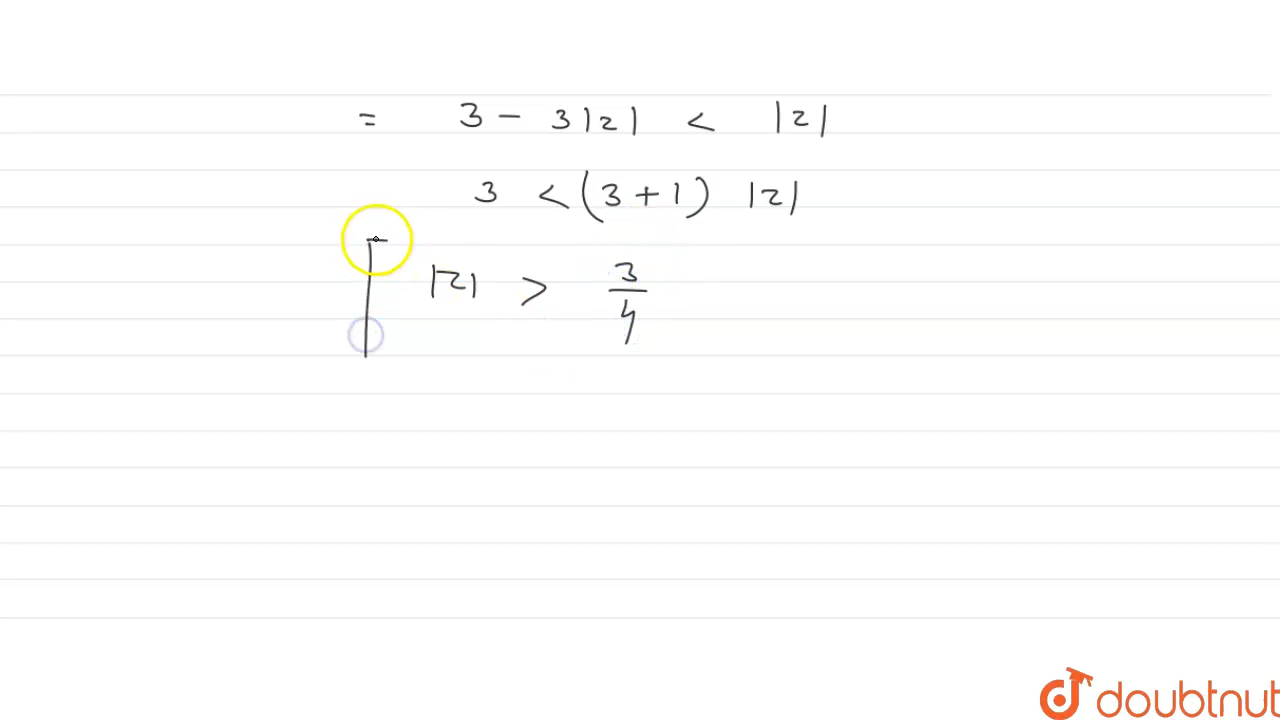 = 3 - 3|z| < |z|
3 < (3 + 1) |z|
|z| > 3/4
doubtnut